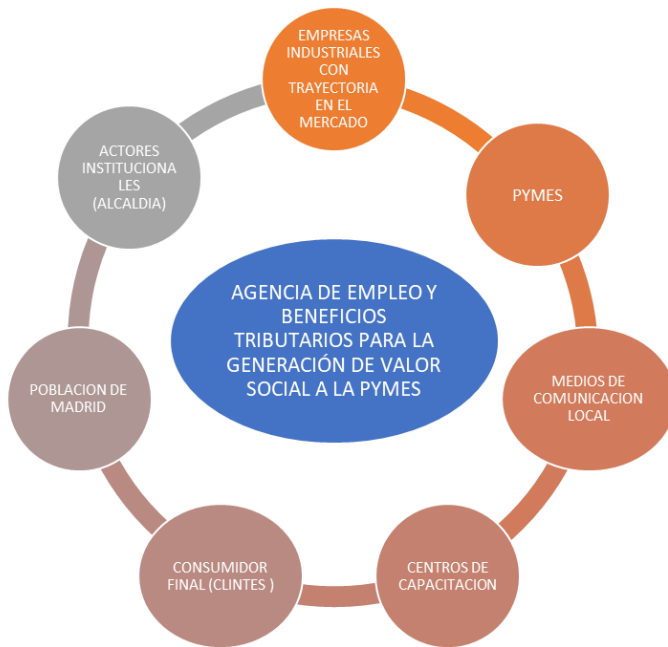 EMPRESAS
INDUSTRIALES
CON
TRAYECTORIA
EN EL
MERCADO
PYMES
MEDIOS DE
COMUNICACION
LOCAL
CENTROS DE
CAPACITACION
CONSUMIDOR
FINAL (CLINTES )
POBLACION DE
MADRID
ACTORES
INSTITUCIONA
LES
(ALCALDIA)
AGENCIA DE EMPLEO Y
BENEFICIOS
TRIBUTARIOS PARA LA
GENERACIÓN DE VALOR
SOCIAL A LA PYMES